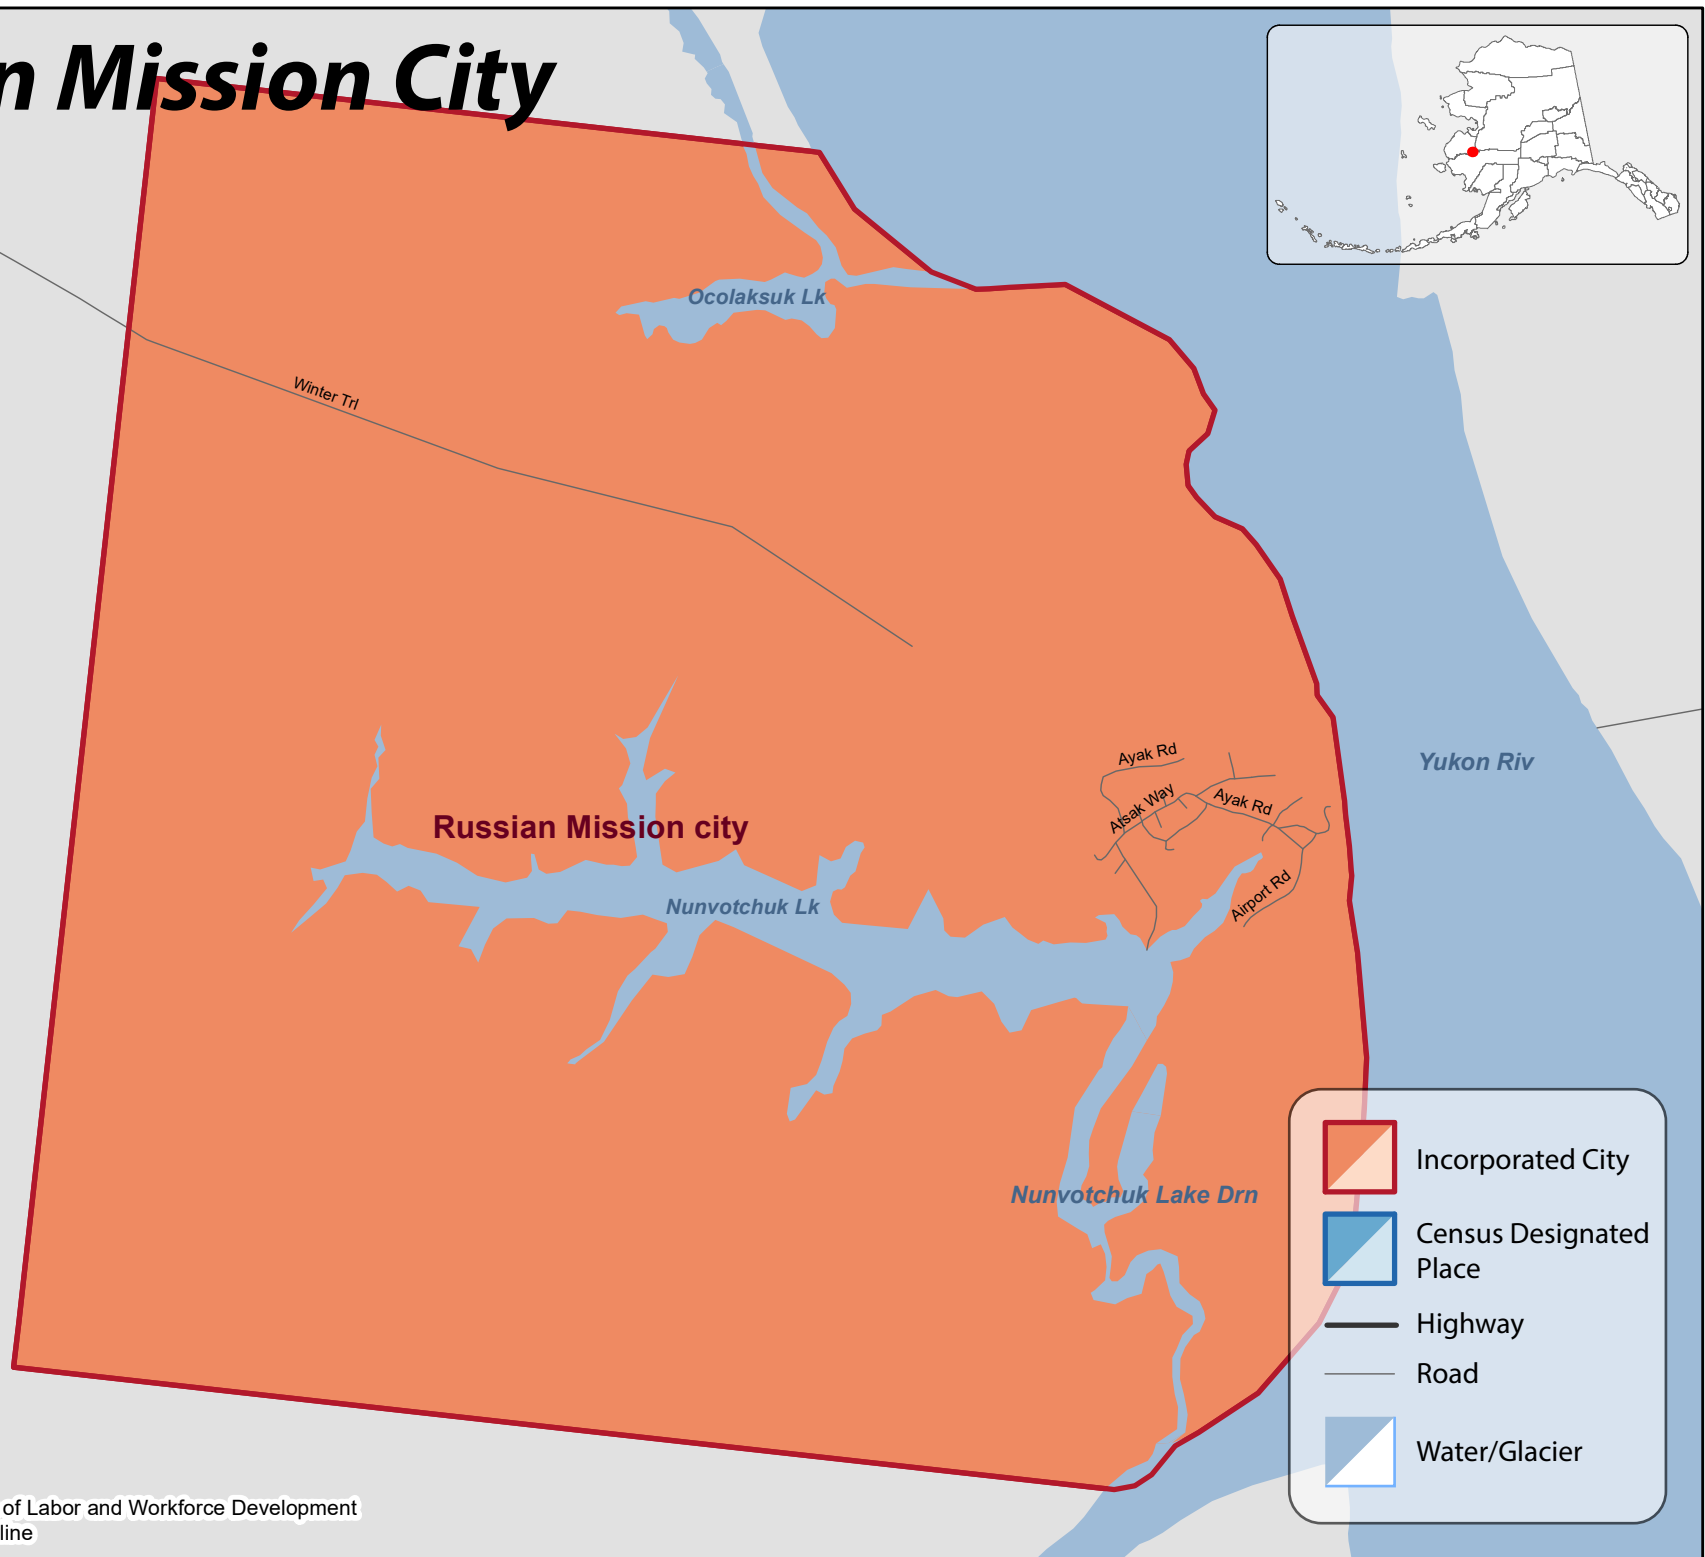 n Mission City
Ocolaksuk Lk
Winter Trl
Ayak Rd
Yukon Riv
Atsak Way
Ayak Rd
Russian Mission city
Airport Rd
Nunvotchuk Lk
Nunvotchuk Lake Drn
Incorporated City
Census Designated
Place
Highway
Road
Water/Glacier
of Labor and Workforce Development
line